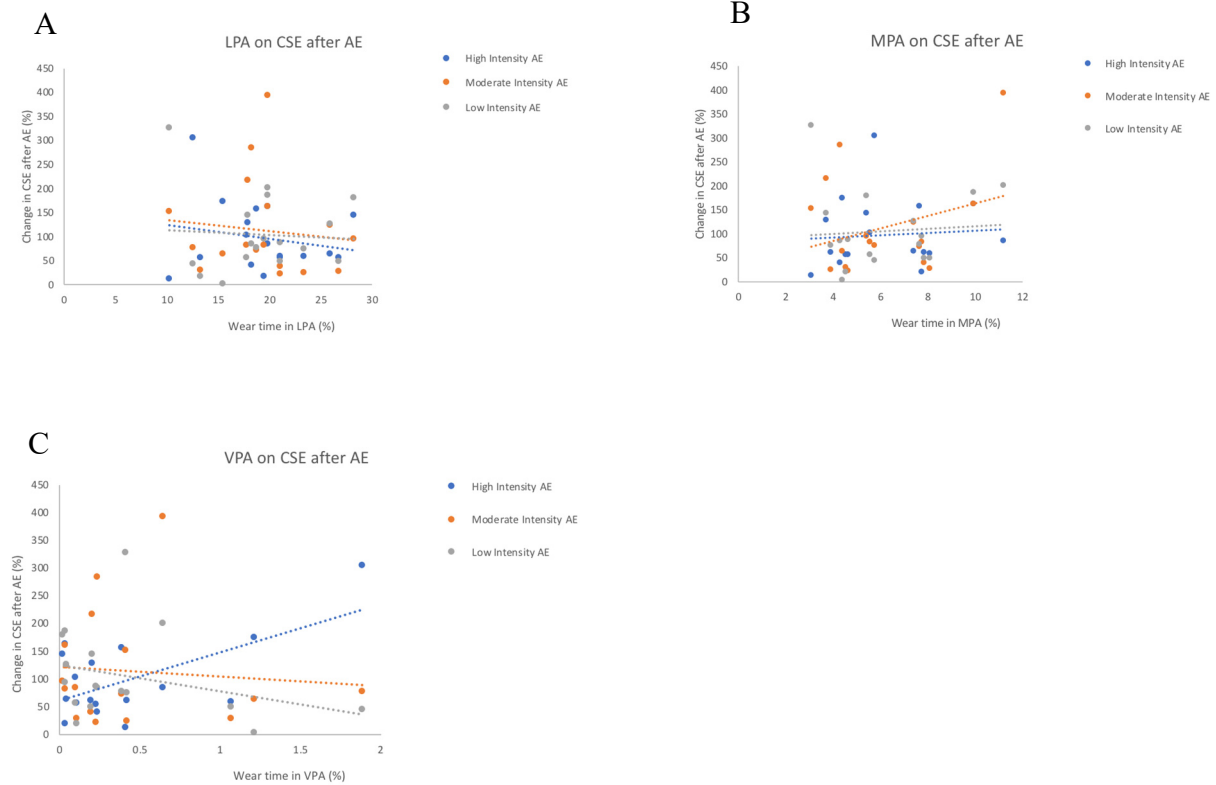 A
LPA on CSE after AE
High Intensity AE
Moderate Intensity AE
Low Intensity AE
Change in CSE after AE (%)
450
400
350
300
250
200
150
100
50
0
0 5 10 15 20 25 30
Wear time in LPA (%)
B
MPA on CSE after AE
High Intensity AE
Moderate Intensity AE
Low Intensity AE
Change in CSE after AE (%)
450
400
350
300
250
200
150
100
50
0
0 2 4 6 8 10 12
Wear time in MPA (%)
C
VPA on CSE after AE
High Intensity AE
Moderate Intensity AE
Low Intensity AE
Change in CSE after AE (%)
450
400
350
300
250
200
150
100
50
0
0 0.5 1 1.5 2
Wear time in VPA (%)